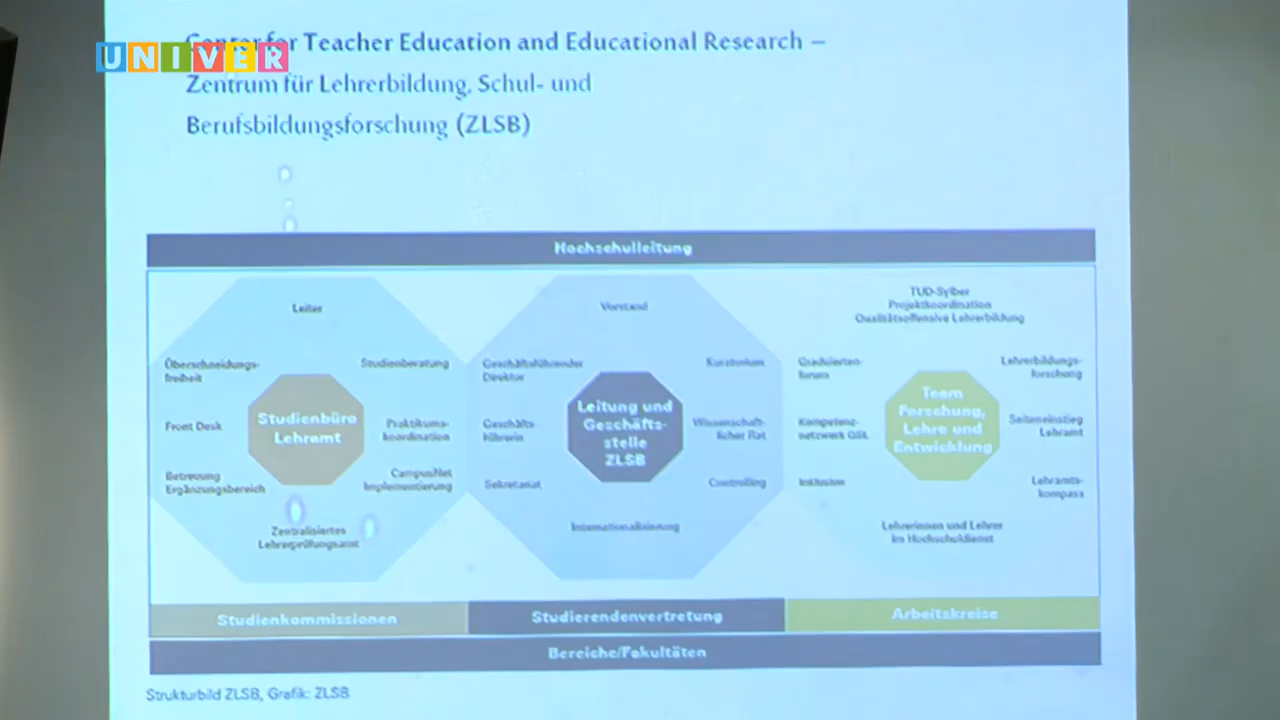 UNIVER
Center for Teacher Education and Educational Research –
Zentrum für Lehrerbildung, Schul- und
Berufsbildungsforschung (ZLSB)
Hochschulleitung
Leiter
Überschneidungs-
freiheit
Studienberatung
Front Desk
Studienbüro
Lehramt
Praktikums-
koordination
Betreuung
Ergänzungsbereich
CampusNet
Implementierung
Zentralisiertes
Lehrerprüfungsamt
Vorstand
Geschäftsführender
Direktor
Kuratorium
Geschäfts-
führerin
Leitung und
Geschäfts-
stelle
ZLSB
Wissenschaft-
licher Rat
Sekretariat
Controlling
Internationalisierung
TUD-Sylber
Projektkoordination
Qualitätsoffensive Lehrerbildung
Graduierten-
forum
Lehrerbildungs-
forschung
Kompetenz-
netzwerk
Team
Forschung,
Lehre und
Entwicklung
Seiteneinstieg
Lehramt
Inklusion
Lehramts-
kompass
Lehrerinnen und Lehrer
im Hochschuldienst
Studienkommissionen
Studierendenvertretung
Arbeitskreise
Bereiche/Fakultäten
Strukturbild ZLSB, Grafik: ZLSB